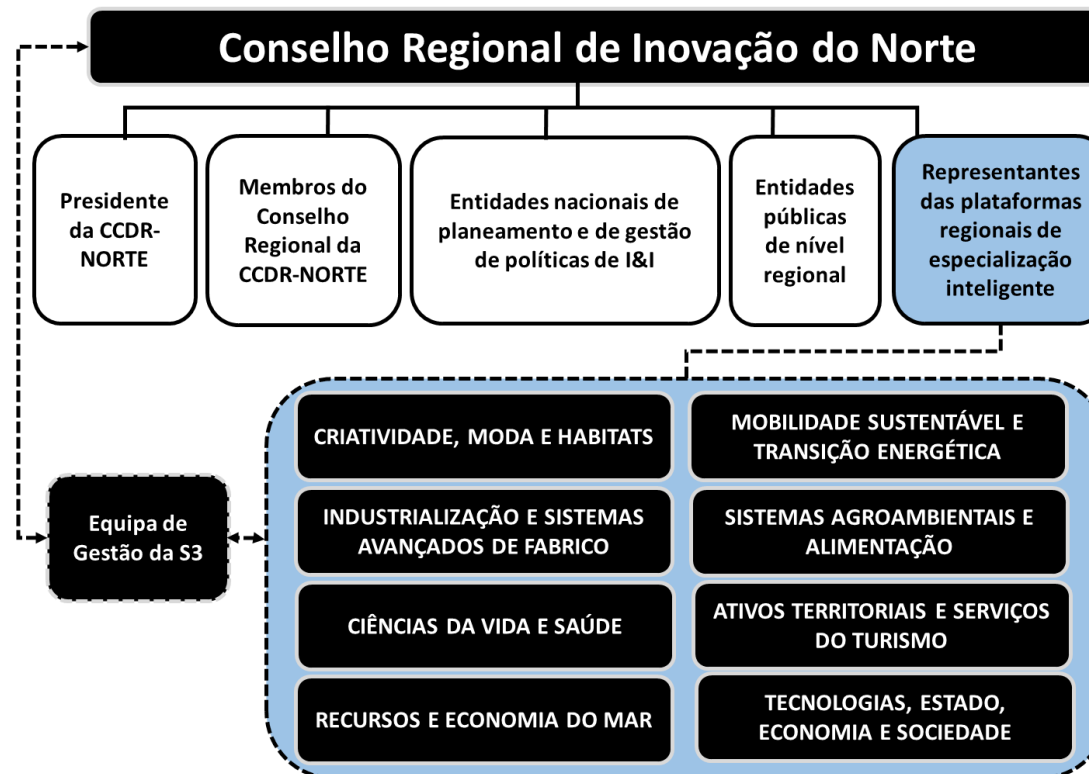 Conselho Regional de Inovação do Norte
Presidente
da CCDR-
NORTE
Membros do
Conselho
Regional da
CCDR-NORTE
Entidades nacionais de
planeamento e de gestão
de políticas de I&I
Entidades
públicas
de nível
regional
Representantes
das plataformas
regionais de
especialização
inteligente
CRIATIVIDADE, MODA E HABITATS
MOBILIDADE SUSTENTÁVEL E
TRANSIÇÃO ENERGÉTICA
Equipa de
Gestão da S3
INDUSTRIALIZAÇÃO E SISTEMAS
AVANÇADOS DE FABRICO
SISTEMAS AGROAMBIENTAIS E
ALIMENTAÇÃO
CIÊNCIAS DA VIDA E SAÚDE
ATIVOS TERRITORIAIS E SERVIÇOS
DO TURISMO
RECURSOS E ECONOMIA DO MAR
TECNOLOGIAS, ESTADO,
ECONOMIA E SOCIEDADE